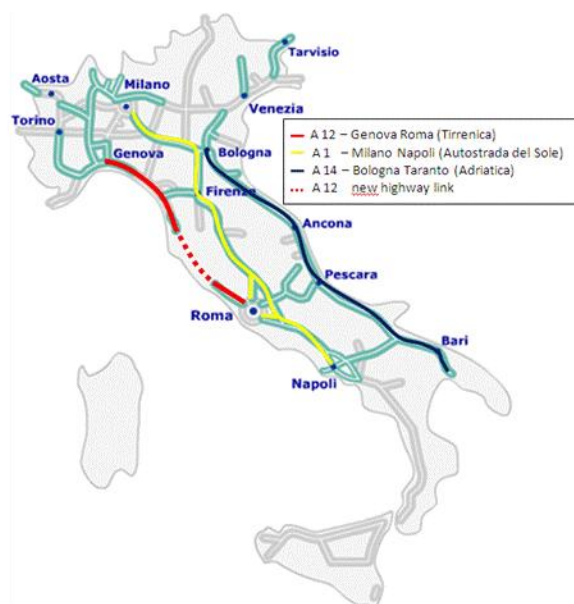 Tarvisio
Aosta
Milano
Torino
Venezia
Genova
Bologna
A 12 – Genova Roma (Tirrenica)
A 1 – Milano Napoli (Autostrada del Sole)
A 14 – Bologna Taranto (Adriatica)
A 12 new highway link
Firenze
Ancona
Pescara
Roma
Bari
Napoli